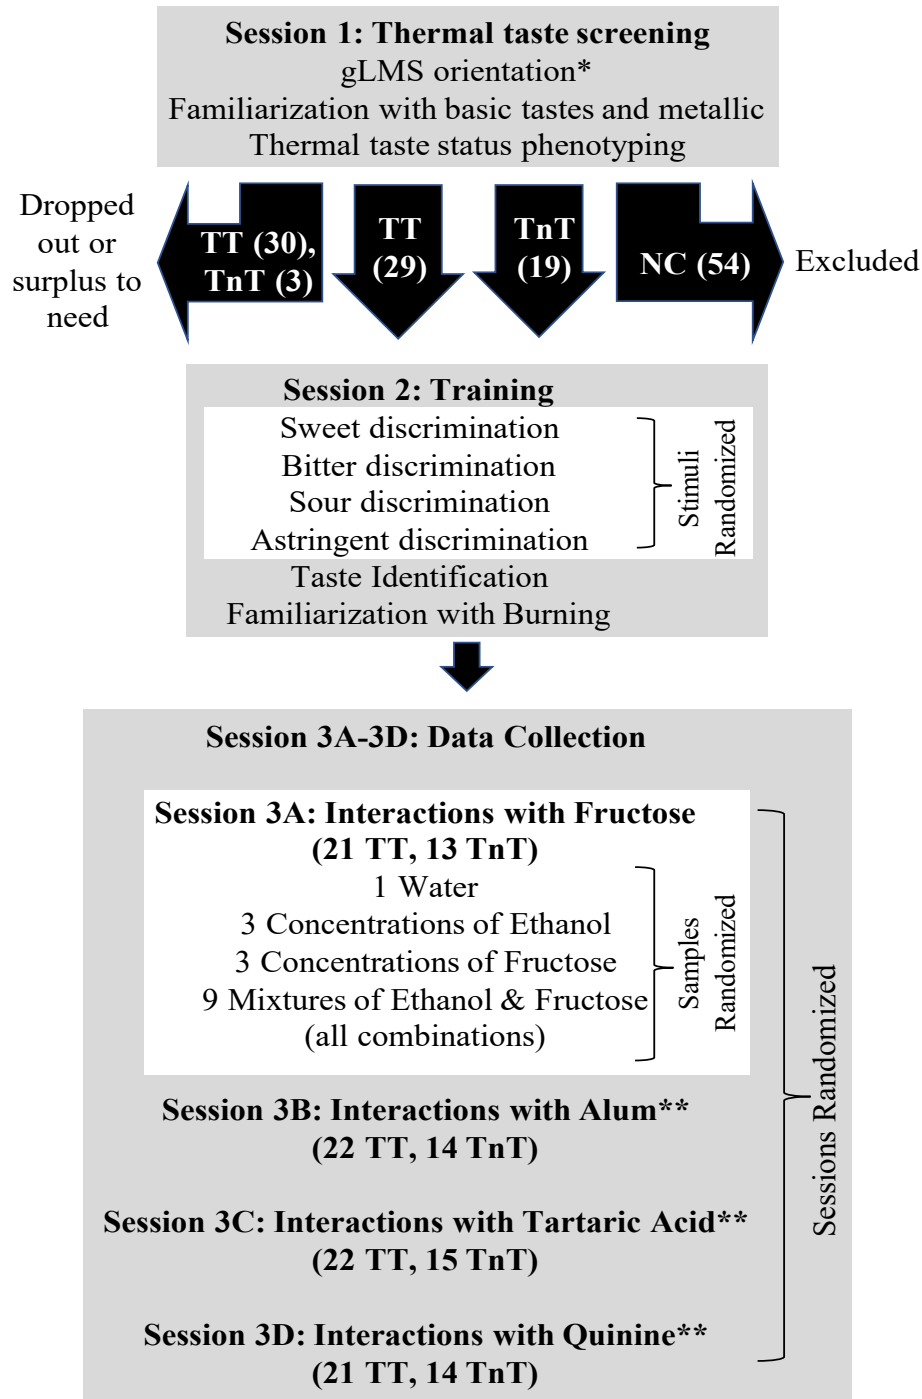 Session 1: Thermal taste screening
gLMS orientation*
Familiarization with basic tastes and metallic
Thermal taste status phenotyping
Dropped
out or
surplus to
need
TT (30),
TnT (3)
TT
(29)
TnT
(19)
NC (54)
Excluded
Session 2: Training
Sweet discrimination
Bitter discrimination
Sour discrimination
Astringent discrimination
Stimuli
Randomized
Taste Identification
Familiarization with Burning
Session 3A-3D: Data Collection
Session 3A: Interactions with Fructose
(21 TT, 13 TnT)
1 Water
3 Concentrations of Ethanol
3 Concentrations of Fructose
9 Mixtures of Ethanol & Fructose
(all combinations)
Samples
Randomized
Session 3B: Interactions with Alum**
(22 TT, 14 TnT)
Session 3C: Interactions with Tartaric Acid**
(22 TT, 15 TnT)
Session 3D: Interactions with Quinine**
(21 TT, 14 TnT)
Sessions Randomized